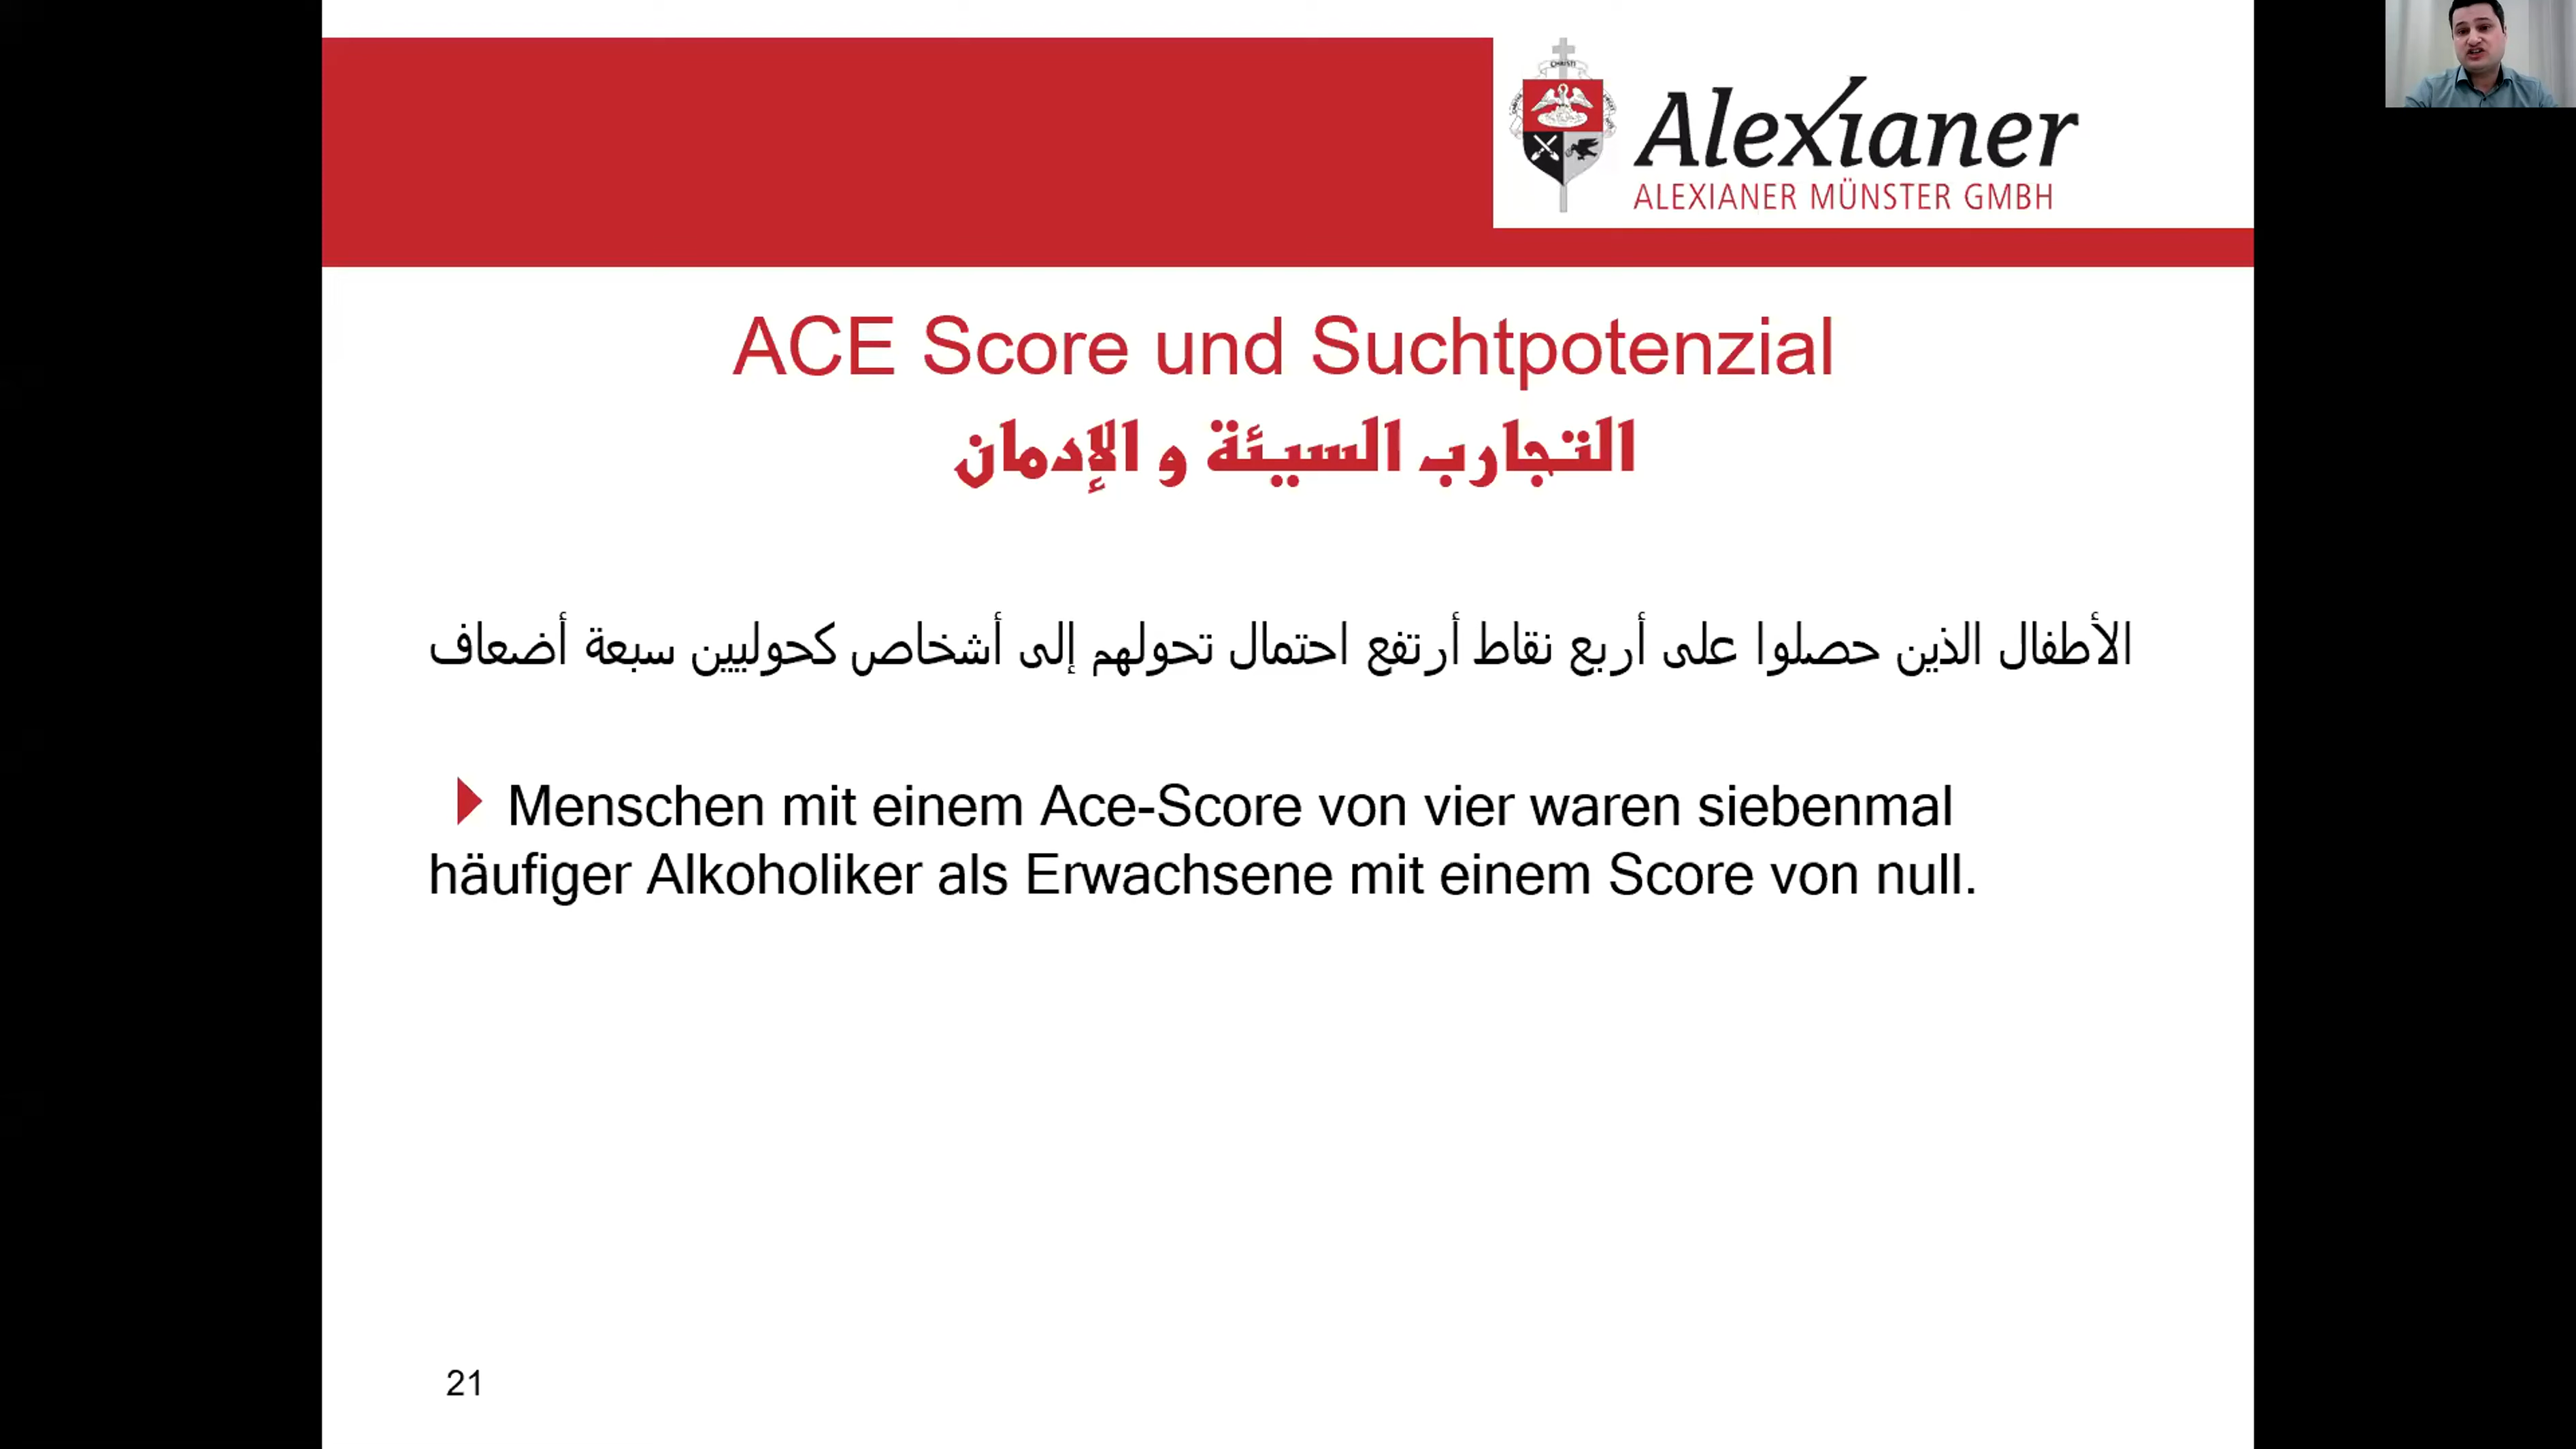 CHRISTI
Alexianer
ALEXIANER MÜNSTER GMBH
ACE Score und Suchtpotenzial
التجارب السيئة و الإدمان
الأطفال الذين حصلوا على أربع نقاط أرتفع احتمال تحولهم إلى أشخاص كحوليين سبعة أضعاف
Menschen mit einem Ace-Score von vier waren siebenmal
häufiger Alkoholiker als Erwachsene mit einem Score von null.
21